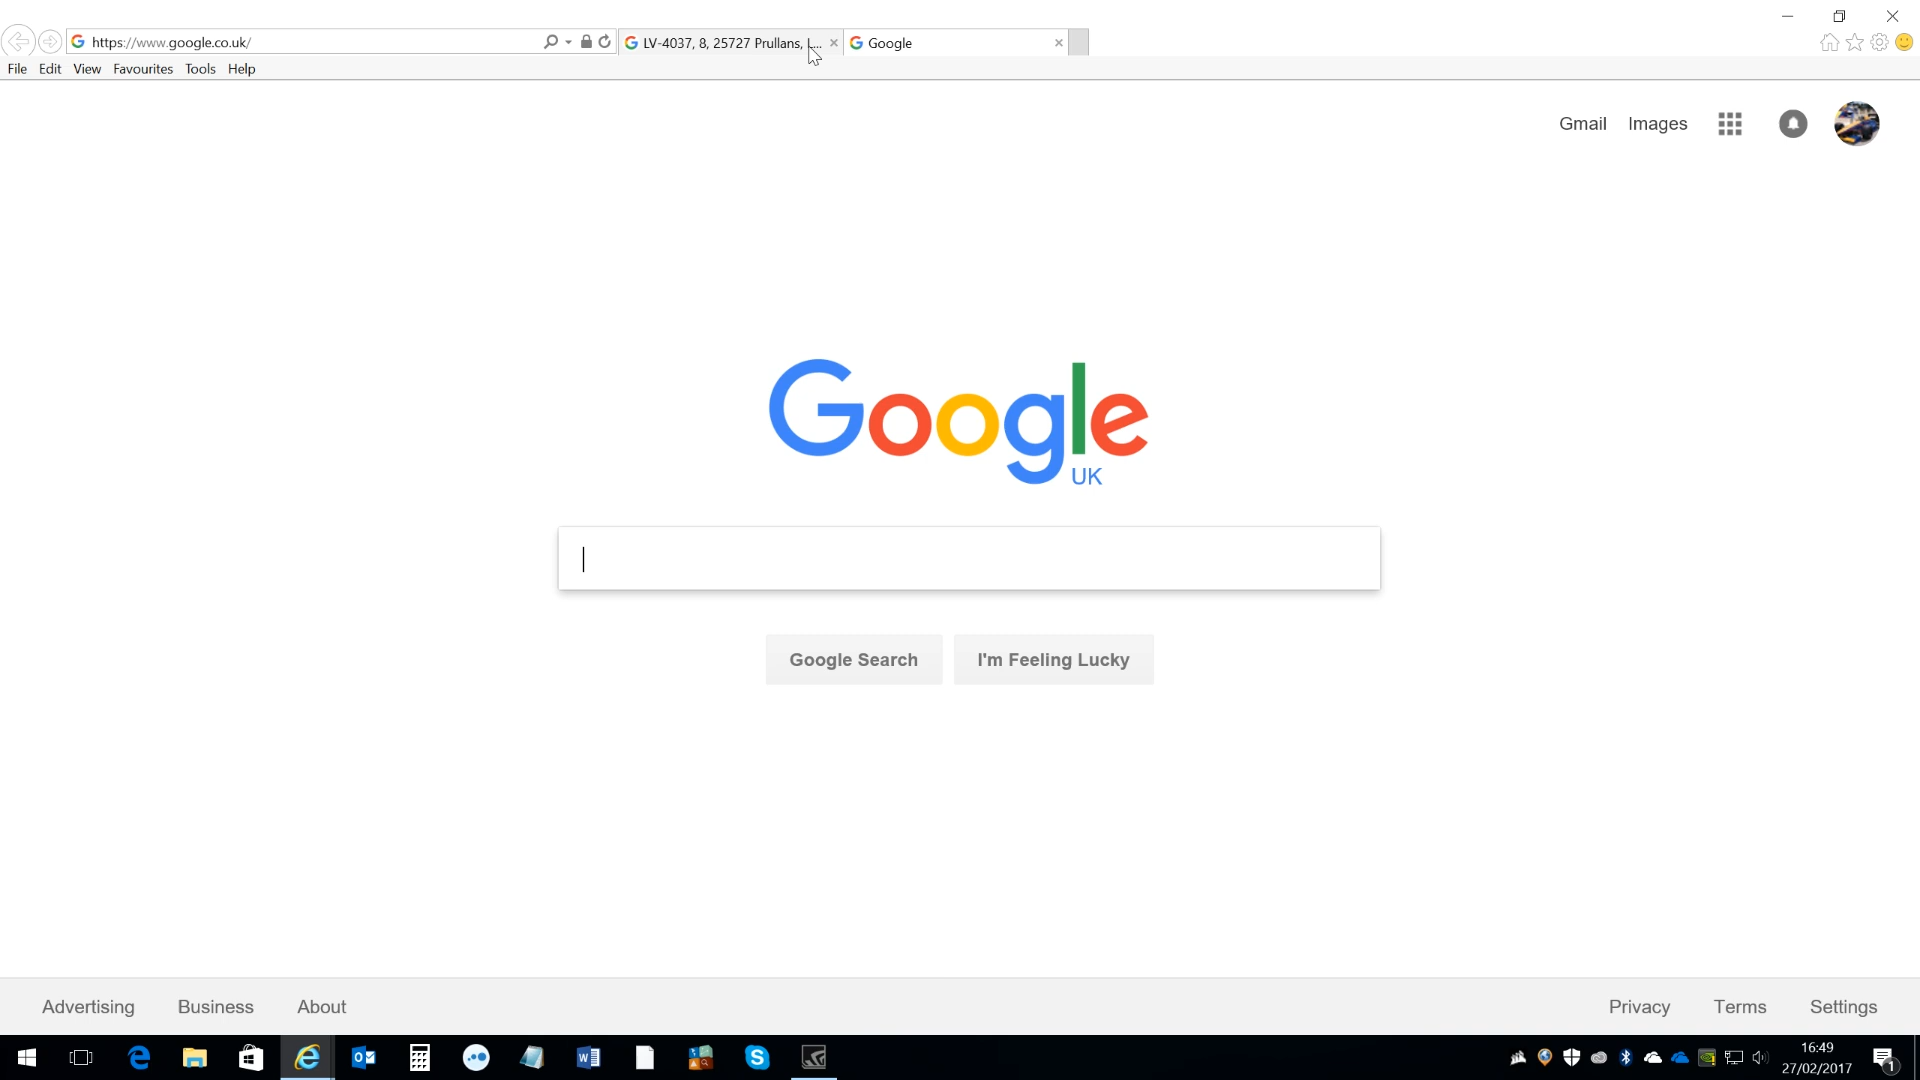 https://www.google.co.uk/
LV-4037, 8, 25727 Prullans, L...
Google
File Edit View Favourites Tools Help
Gmail Images
Google
UK
Google Search
I'm Feeling Lucky
Advertising Business About
Privacy Terms Settings
16:49
27/02/2017
1